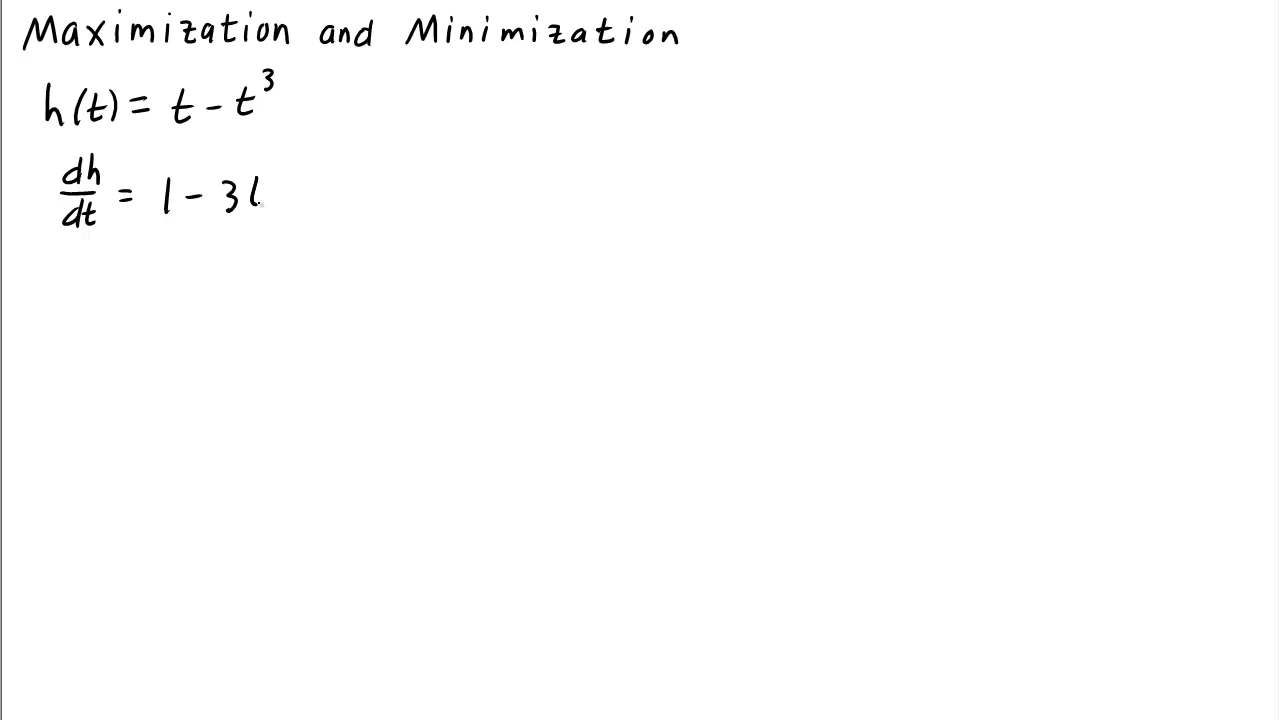 Maximization and Minimization
h(t) = t - t³
dh/dt = 1 - 3